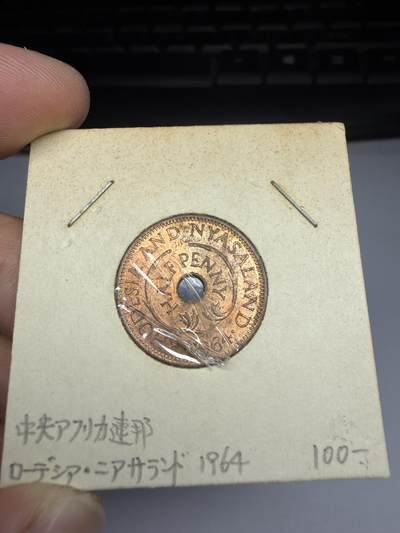 RHODESIA AND NYASALAND
HALF PENNY
1964
中央アフリカ連邦
ローデシア・ニアサランド 1964 100-